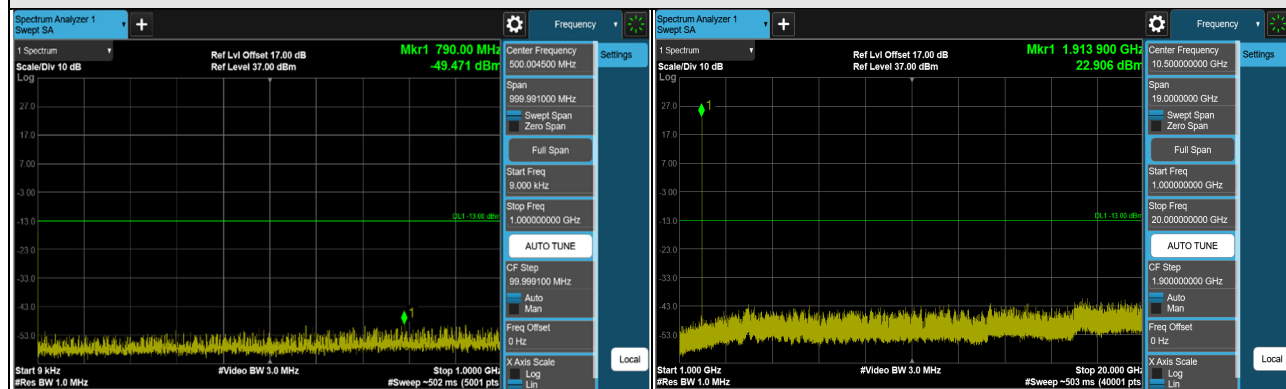 Spectrum Analyzer 1
Swept SA
+
Frequency
1 Spectrum
Scale/Div 10 dB
Log
Ref Lvl Offset 17.00 dB
Ref Level 37.00 dBm
Mkr1 790.00 MHz
-49.471 dBm
27.0
17.0
7.00
-3.00
-13.0
-23.0
-33.0
-43.0
-53.0
DL1 -13.00 dBm
1
Start 9 kHz
#Res BW 1.0 MHz
#Video BW 3.0 MHz
Stop 1.0000 GHz
#Sweep ~502 ms (5001 pts
Center Frequency
500.004500 MHz
Span
999.991000 MHz
Swept Span
Zero Span
Full Span
Start Freq
9.000 kHz
Stop Freq
1.000000000 GHz
AUTO TUNE
CF Step
99.999100 MHz
Auto
Man
Freq Offset
0 Hz
X Axis Scale
Log
Lin
Settings
Local
Spectrum Analyzer 1
Swept SA
+
Frequency
1 Spectrum
Scale/Div 10 dB
Log
Ref Lvl Offset 17.00 dB
Ref Level 37.00 dBm
Mkr1 1.913 900 GHz
22.906 dBm
27.0
17.0
7.00
-3.00
-13.0
-23.0
-33.0
-43.0
-53.0
DL1 -13.00 dBm
1
Start 1.000 GHz
#Res BW 1.0 MHz
#Video BW 3.0 MHz
Stop 20.000 GHz
#Sweep ~503 ms (40001 pts
Center Frequency
10.500000000 GHz
Span
19.0000000 GHz
Swept Span
Zero Span
Full Span
Start Freq
1.000000000 GHz
Stop Freq
20.000000000 GHz
AUTO TUNE
CF Step
1.900000000 GHz
Auto
Man
Freq Offset
0 Hz
X Axis Scale
Log
Lin
Settings
Local